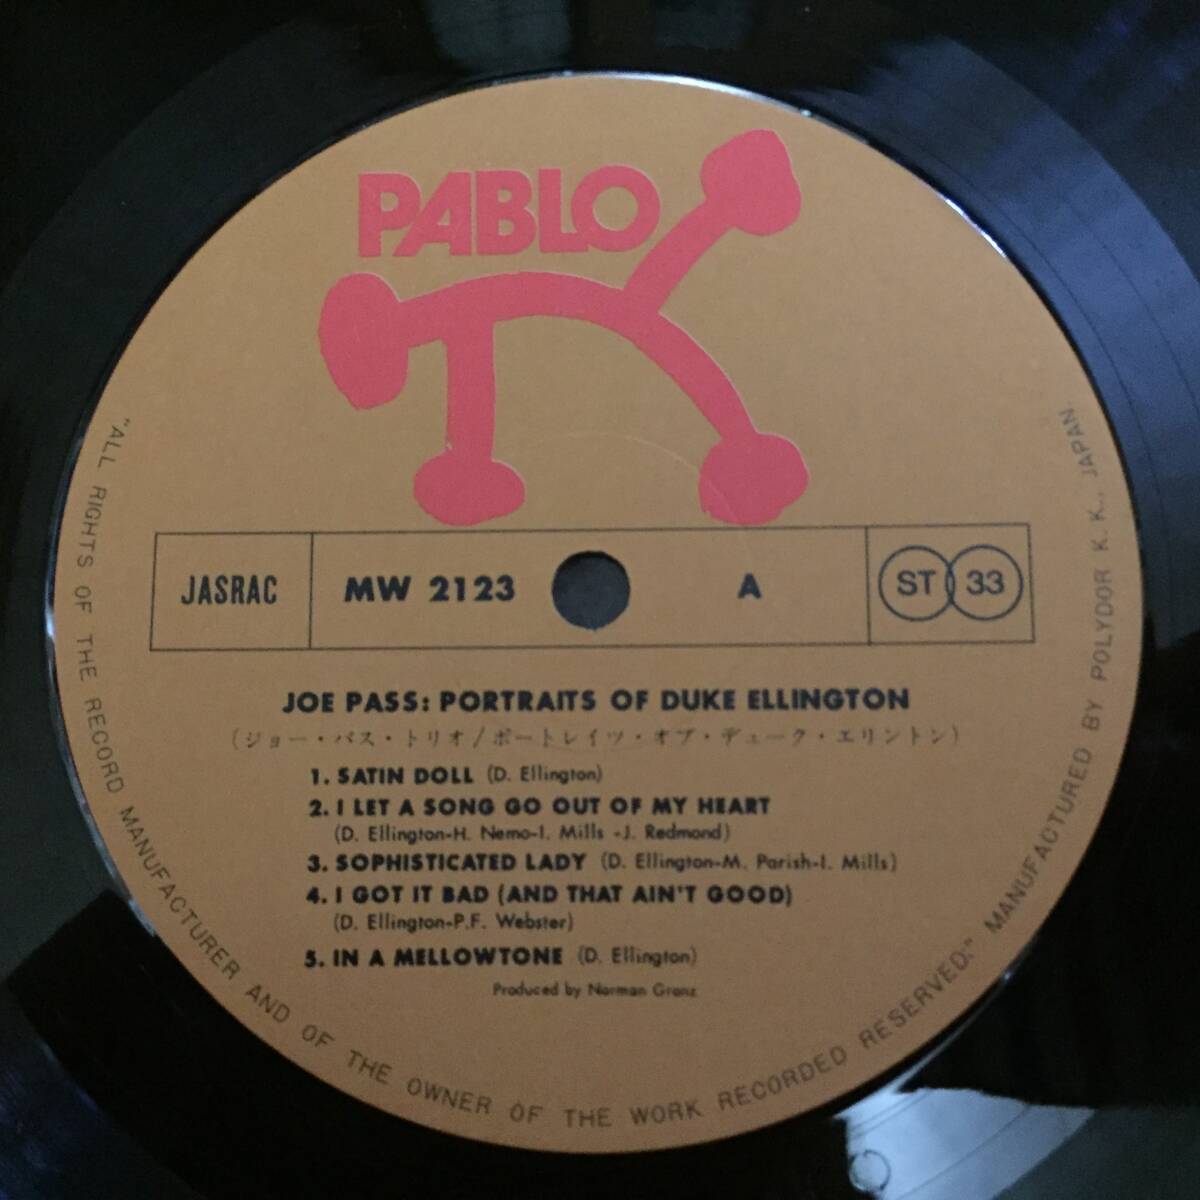 PABLO
JASRAC
MW 2123
A
ST 33
JOE PASS: PORTRAITS OF DUKE ELLINGTON
(ジョー・パス・トリオ/ポートレイツ・オブ・デューク・エリントン)
1. SATIN DOLL (D. Ellington)
2. I LET A SONG GO OUT OF MY HEART
(D. Ellington-H. Nemo-I. Mills -J. Redmond)
3. SOPHISTICATED LADY (D. Ellington-M. Parish-I. Mills)
4. I GOT IT BAD (AND THAT AIN'T GOOD)
(D. Ellington-P.F. Webster)
5. IN A MELLOWTONE (D. Ellington)
Produced by Norman Granz
"ALL RIGHTS OF THE RECORD MANUFACTURER AND OF THE OWNER OF THE WORK RECORDED RESERVED." MANUFACTURED BY POLYDOR K.K., JAPAN.